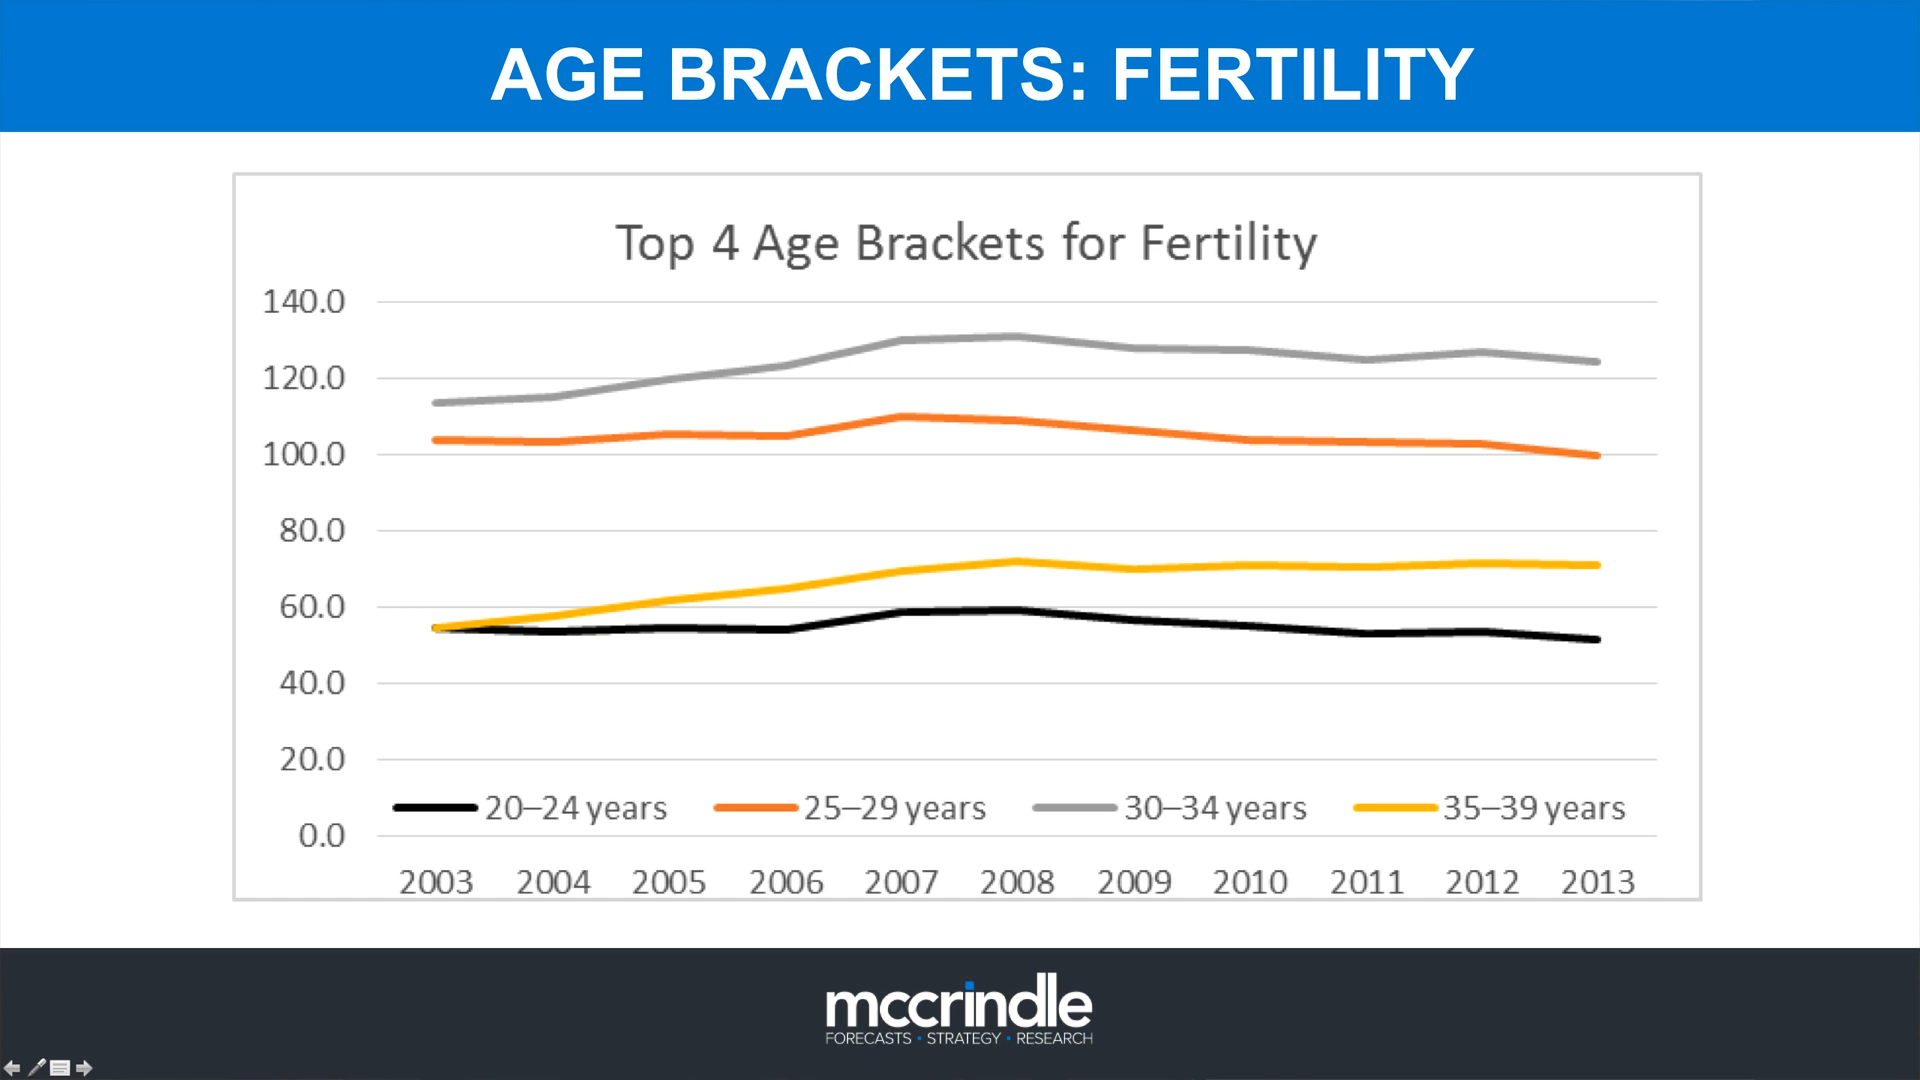 AGE BRACKETS: FERTILITY
Top 4 Age Brackets for Fertility
140.0
120.0
100.0
80.0
60.0
40.0
20.0
0.0
20–24 years 25–29 years 30–34 years 35–39 years
2003 2004 2005 2006 2007 2008 2009 2010 2011 2012 2013
mccrindle
FORECASTS • STRATEGY • RESEARCH